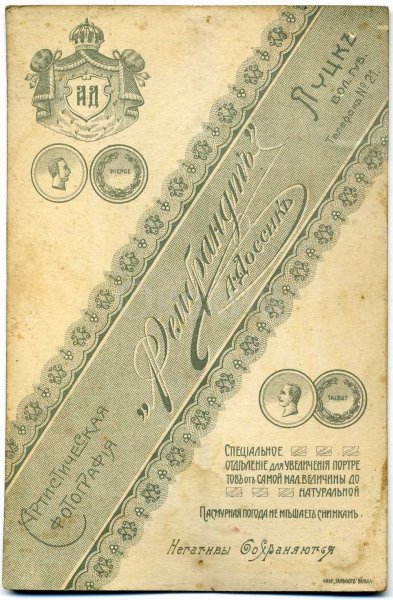 АД
NIEPCE
Луцкъ
Вол. губ.
Телефонъ № 21.
„Рембрандтъ"
А. Доссикъ
Артистическая
фотографія
TALBOT
Спеціальное
отдѣленіе для увеличенія портре
товъ отъ самой мал. величины до
натуральной
Пасмурная погода не мѣшаетъ снимкамъ.
Негативы сохраняются